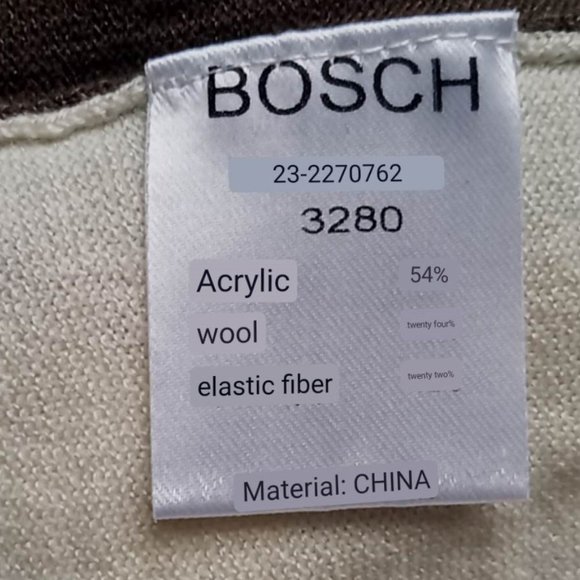 BOSCH
23-2270762
3280
Acrylic 54%
wool twenty four%
elastic fiber twenty two%
Material: CHINA